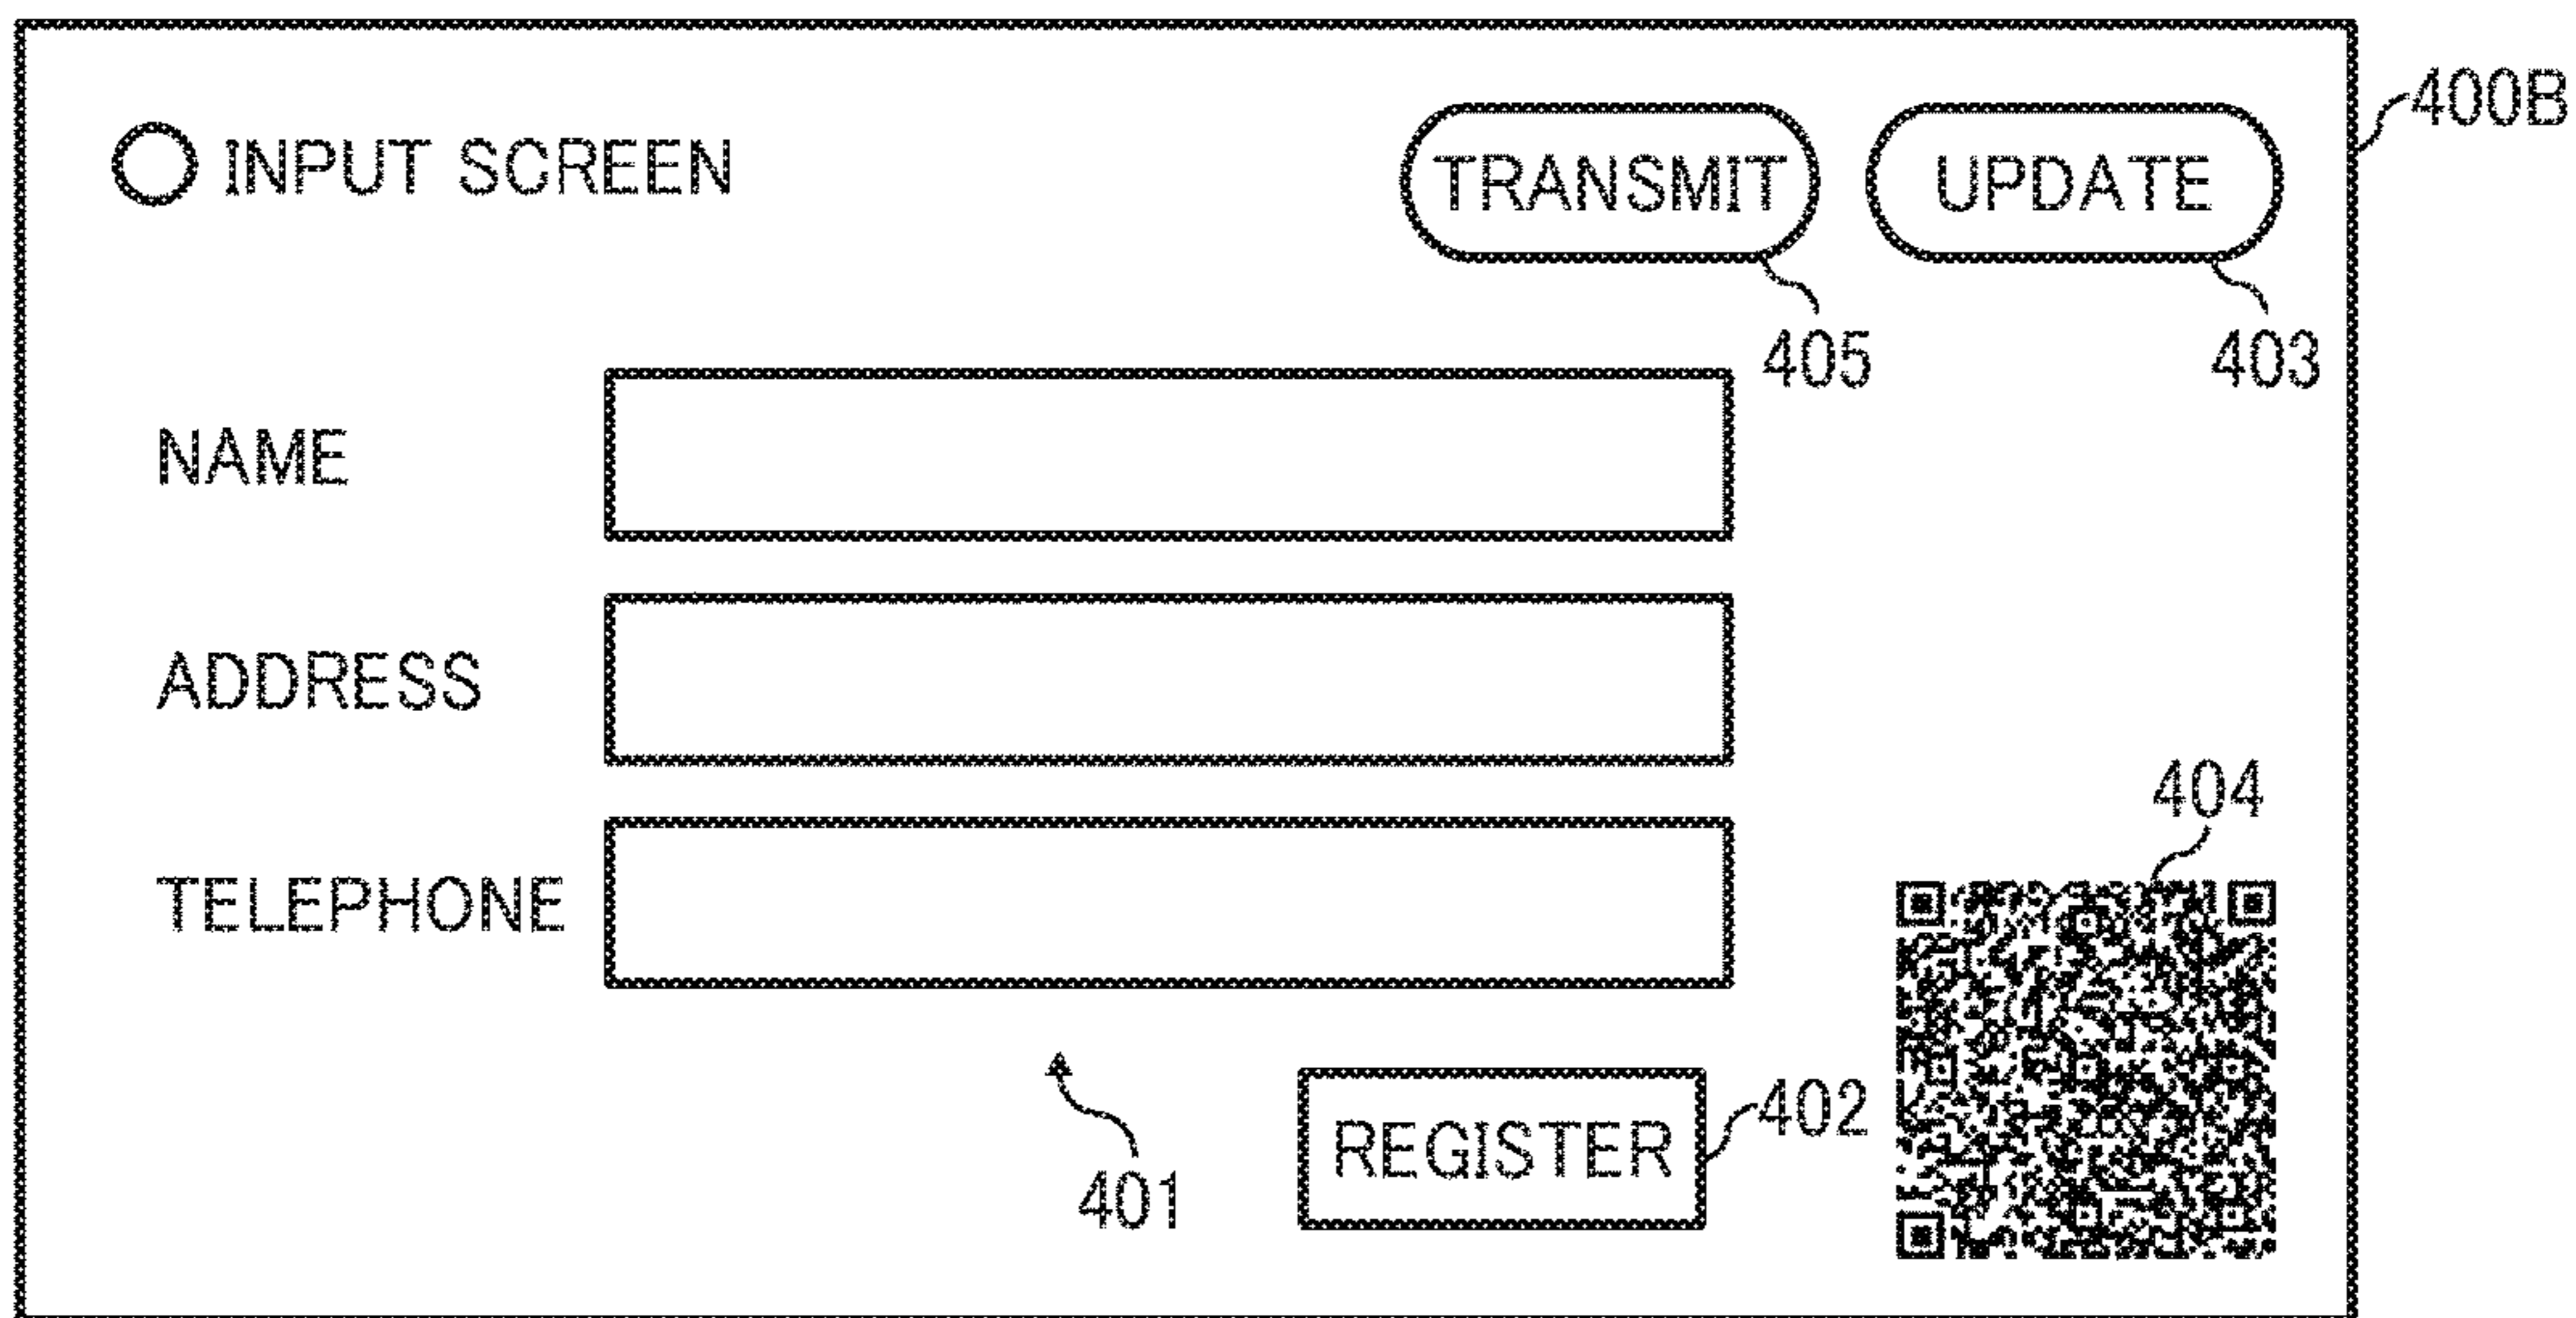 400B
INPUT SCREEN
TRANSMIT
UPDATE
405
403
NAME
ADDRESS
404
TELEPHONE
REGISTER
402
401